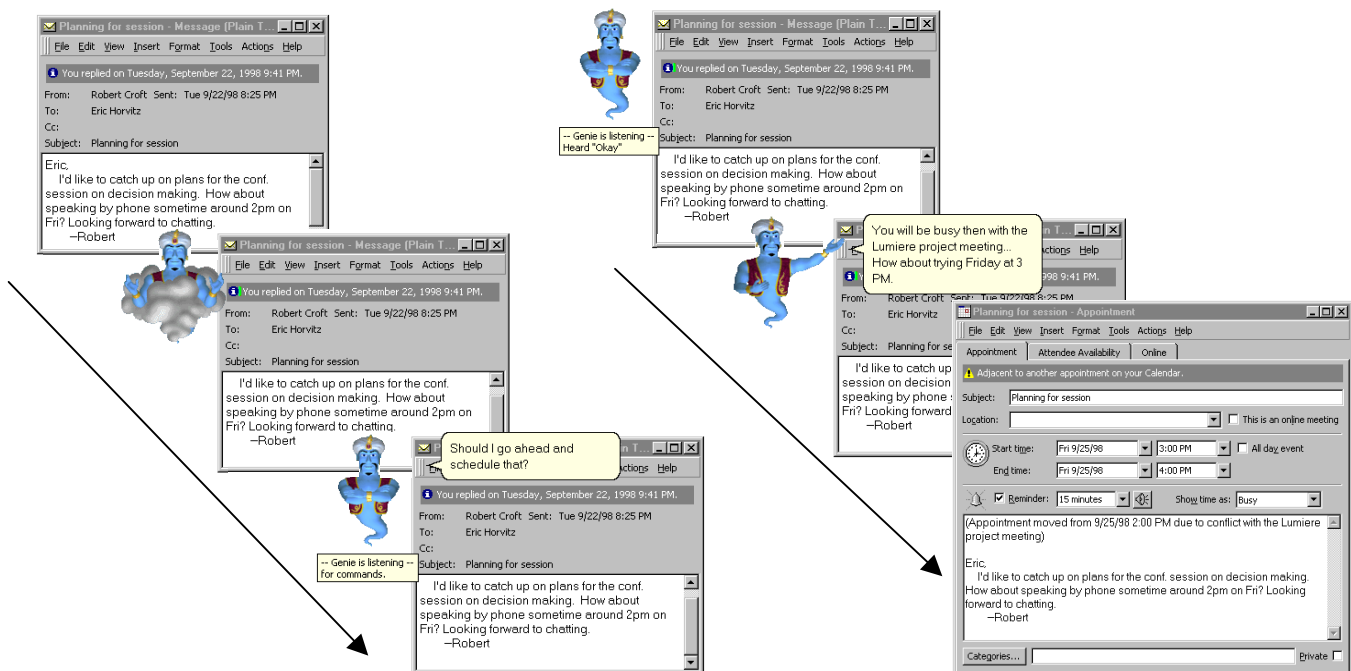 Planning for session - Message (Plain T...
File Edit View Insert Format Tools Actions Help
You replied on Tuesday, September 22, 1998 9:41 PM.
From: Robert Croft Sent: Tue 9/22/98 8:25 PM
To: Eric Horvitz
Cc:
Subject: Planning for session
Eric,
I'd like to catch up on plans for the conf.
session on decision making. How about
speaking by phone sometime around 2pm on
Fri? Looking forward to chatting.
–Robert
Planning for session - Message (Plain T...
File Edit View Insert Format Tools Actions Help
You replied on Tuesday, September 22, 1998 9:41 PM.
From: Robert Croft Sent: Tue 9/22/98 8:25 PM
To: Eric Horvitz
Cc:
Subject: Planning for session
I'd like to catch up on plans for the conf.
session on decision making. How about
speaking by phone sometime around 2pm on
Fri? Looking forward to chatting.
–Robert
Should I go ahead and
schedule that?
-- Genie is listening --
for commands.
in T...
Actions Help
You replied on Tuesday, September 22, 1998 9:41 PM.
From: Robert Croft Sent: Tue 9/22/98 8:25 PM
To: Eric Horvitz
Cc:
Subject: Planning for session
I'd like to catch up on plans for the conf.
session on decision making. How about
speaking by phone sometime around 2pm on
Fri? Looking forward to chatting.
–Robert
-- Genie is listening --
Heard "Okay"
Planning for session - Message (Plain T...
File Edit View Insert Format Tools Actions Help
You replied on Tuesday, September 22, 1998 9:41 PM.
From: Robert Croft Sent: Tue 9/22/98 8:25 PM
To: Eric Horvitz
Cc:
Subject: Planning for session
I'd like to catch up on plans for the conf.
session on decision making. How about
speaking by phone sometime around 2pm on
Fri? Looking forward to chatting.
–Robert
You will be busy then with the
Lumiere project meeting...
How about trying Friday at 3
PM.
in T...
Actions Help
1998 9:41 PM.
From: Robert Croft Sent: Tue 9/22/98 8:25 PM
To: Eric Horvitz
Cc:
Subject: Planning for se
I'd like to catch up
session on decision
speaking by phone
Fri? Looking forward
–Robert
Planning for session - Appointment
File Edit View Insert Format Tools Actions Help
Appointment Attendee Availability Online
Adjacent to another appointment on your Calendar.
Subject: Planning for session
Location: This is an online meeting
Start time: Fri 9/25/98 3:00 PM All day event
End time: Fri 9/25/98 4:00 PM
Reminder: 15 minutes Show time as: Busy
(Appointment moved from 9/25/98 2:00 PM due to conflict with the Lumiere
project meeting)
Eric,
I'd like to catch up on plans for the conf. session on decision making.
How about speaking by phone sometime around 2pm on Fri? Looking
forward to chatting.
–Robert
Categories... Private